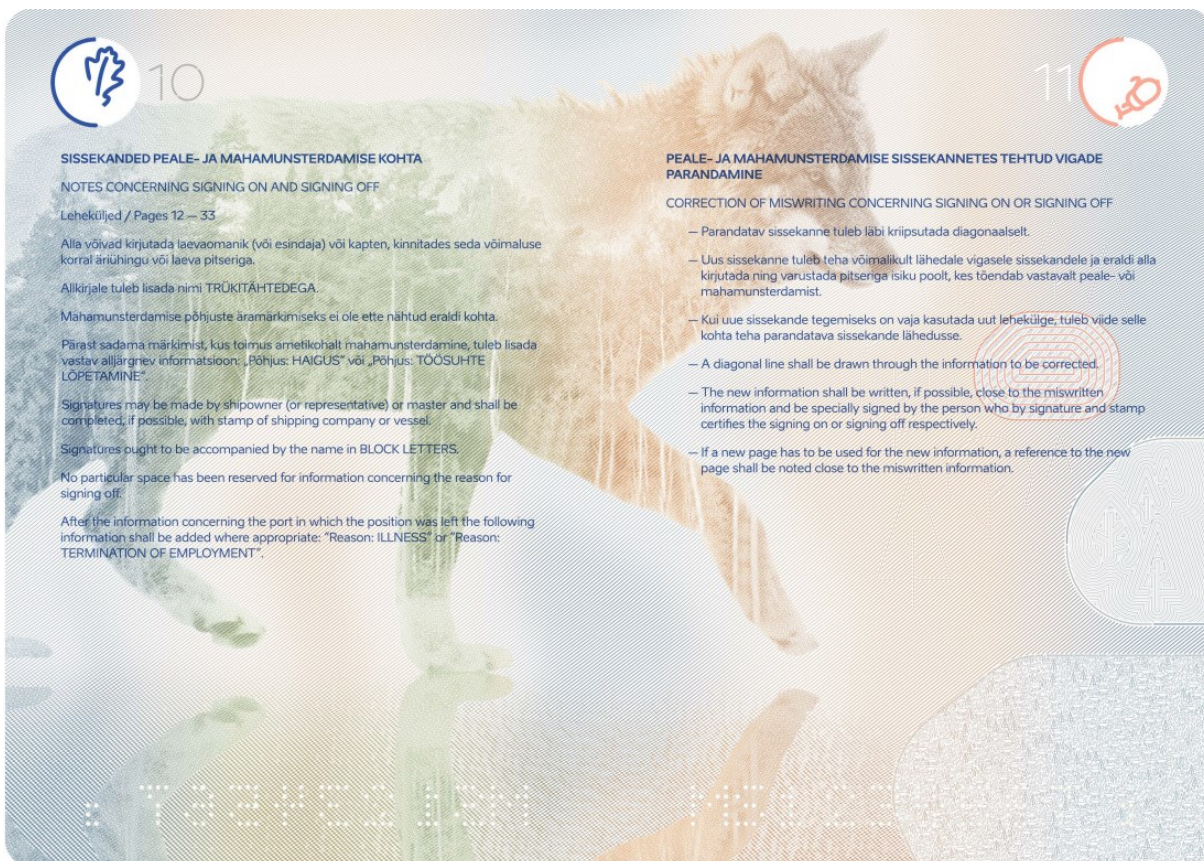 10
SISSEKANDED PEALE- JA MAHAMUNSTERDAMISE KOHTA
NOTES CONCERNING SIGNING ON AND SIGNING OFF
Leheküljed / Pages 12 — 33
Alla võivad kirjutada laevaomanik (või esindaja) või kapten, kinnitades seda võimaluse
korral äriühingu või laeva pitseriga.
Allkirjale tuleb lisada nimi TRÜKITÄHTEDEGA.
Mahamunsterdamise põhjuste äramärkimiseks ei ole ette nähtud eraldi kohta.
Pärast sadama märkimist, kus toimus ametikohalt mahamunsterdamine, tuleb lisada
vastav alljärgnev informatsioon: „Põhjus: HAIGUS” või „Põhjus: TÖÖSUHTE
LÕPETAMINE”.
Signatures may be made by shipowner (or representative) or master and shall be
completed, if possible, with stamp of shipping company or vessel.
Signatures ought to be accompanied by the name in BLOCK LETTERS.
No particular space has been reserved for information concerning the reason for
signing off.
After the information concerning the port in which the position was left the following
information shall be added where appropriate: “Reason: ILLNESS” or “Reason:
TERMINATION OF EMPLOYMENT”.
11
PEALE- JA MAHAMUNSTERDAMISE SISSEKANNETES TEHTUD VIGADE
PARANDAMINE
CORRECTION OF MISWRITING CONCERNING SIGNING ON OR SIGNING OFF
— Parandatav sissekanne tuleb läbi kriipsutada diagonaalselt.
— Uus sissekanne tuleb teha võimalikult lähedale vigasele sissekandele ja eraldi alla
kirjutada ning varustada pitseriga isiku poolt, kes tõendab vastavalt peale- või
mahamunsterdamist.
— Kui uue sissekande tegemiseks on vaja kasutada uut lehekülge, tuleb viide selle
kohta teha parandatava sissekande lähedusse.
— A diagonal line shall be drawn through the information to be corrected.
— The new information shall be written, if possible, close to the miswritten
information and be specially signed by the person who by signature and stamp
certifies the signing on or signing off respectively.
— If a new page has to be used for the new information, a reference to the new
page shall be noted close to the miswritten information.